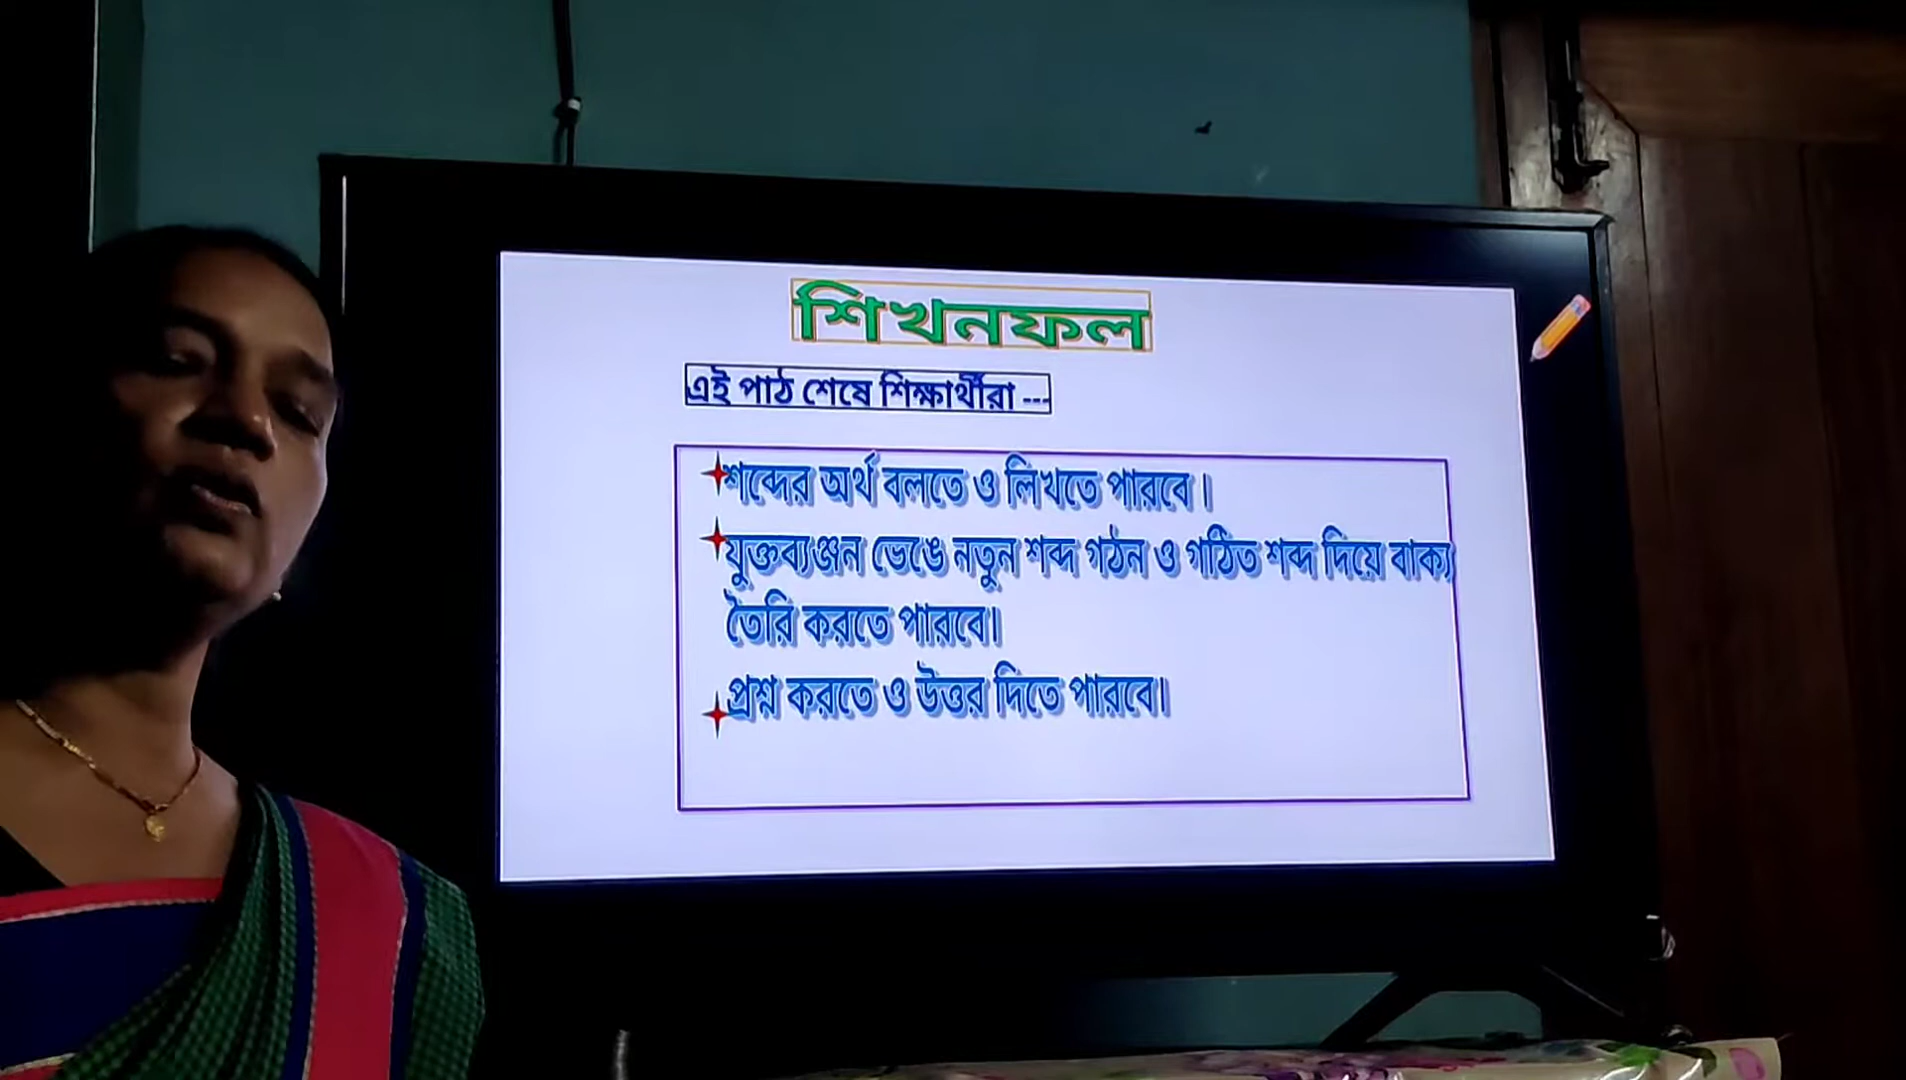 শিখনফল
এই পাঠ শেষে শিক্ষার্থীরা ---
শব্দের অর্থ বলতে ও লিখতে পারবে।
যুক্তব্যঞ্জন ভেঙে নতুন শব্দ গঠন ও গঠিত শব্দ দিয়ে বাক্য
তৈরি করতে পারবে।
প্রশ্ন করতে ও উত্তর দিতে পারবে।